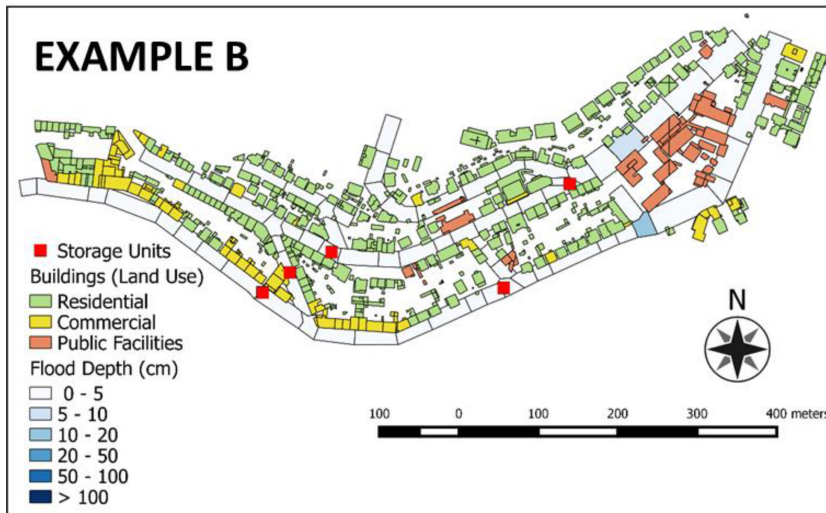 EXAMPLE B
Storage Units
Buildings (Land Use)
Residential
Commercial
Public Facilities
Flood Depth (cm)
0 - 5
5 - 10
10 - 20
20 - 50
50 - 100
> 100
N
100 0 100 200 300 400 meters